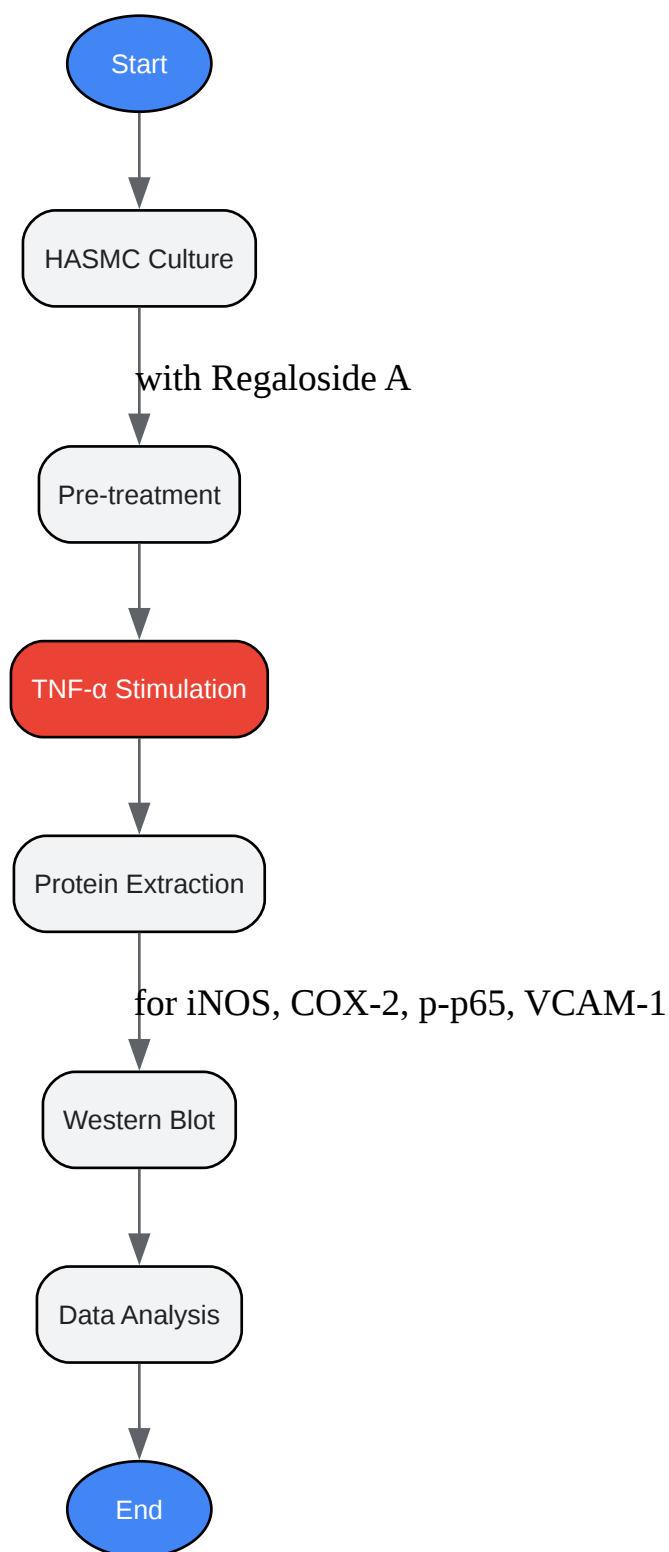 Start
HASMC Culture
with Regaloside A
Pre-treatment
TNF-α Stimulation
Protein Extraction
for iNOS, COX-2, p-p65, VCAM-1
Western Blot
Data Analysis
End